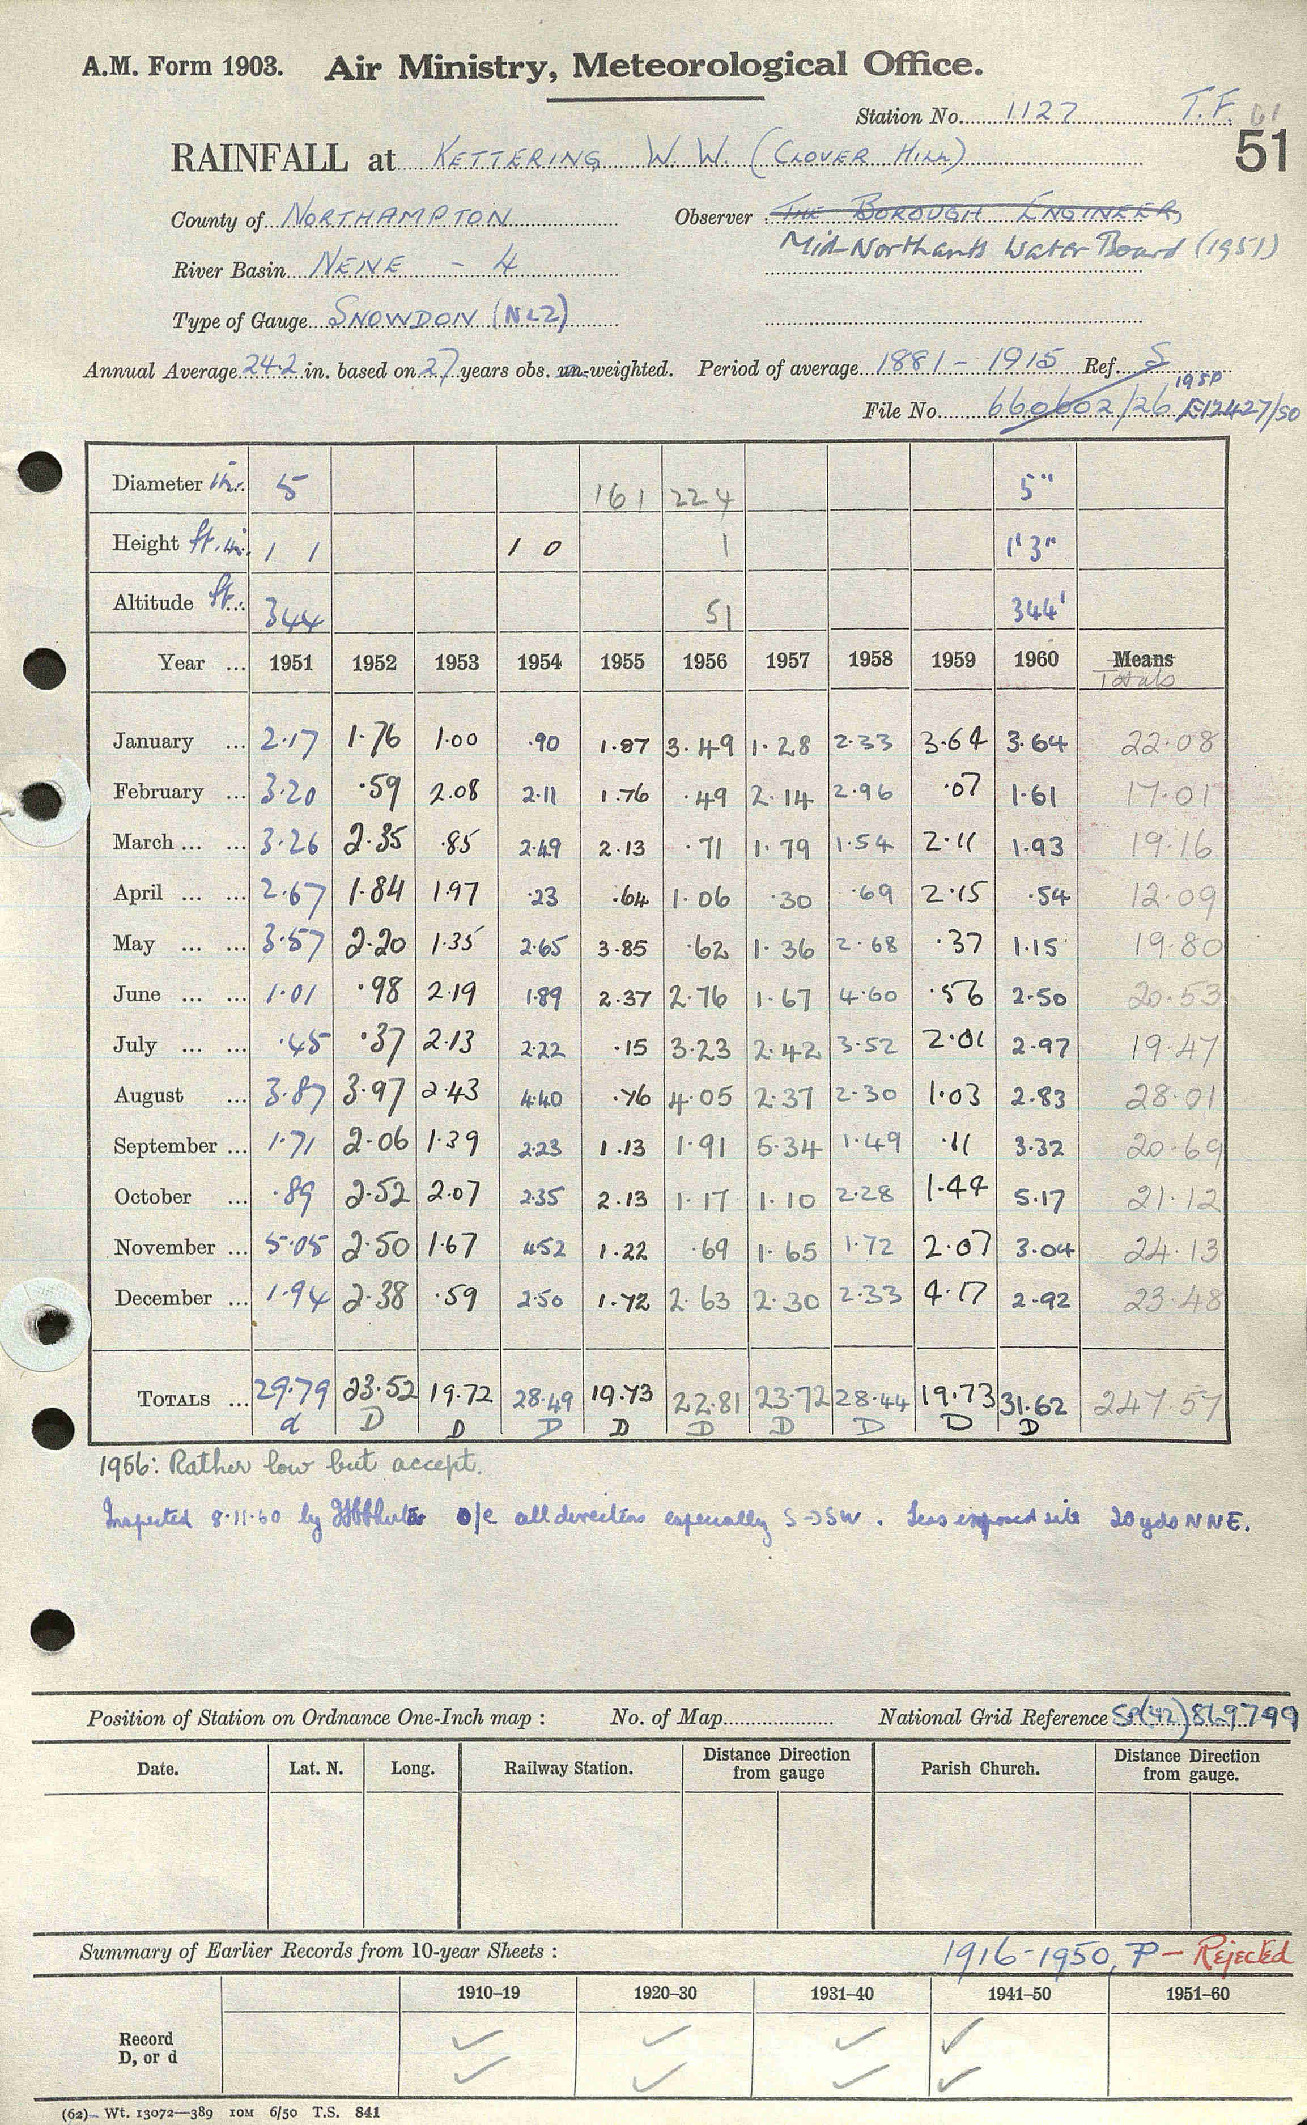 A.M. Form 1903. Air Ministry, Meteorological Office.
Station No. 1127 T.F. 61
51
RAINFALL at KETTERING W. W. (CLOVER HILL)
County of NORTHAMPTON Observer THE BOROUGH ENGINEER,
Mid-Northants Water Board (1951)
River Basin NENE - 4
Type of Gauge SNOWDON (NLZ)
Annual Average 24.2 in. based on 27 years obs. un-weighted. Period of average 1881 - 1915 Ref. S
1950
File No. 660602/26 E12427/50
Diameter in. 5 161 224 5"
Height ft. in. 1 1 1 0 1 1'3"
Altitude ft. 344 51 344'
Year ... 1951 1952 1953 1954 1955 1956 1957 1958 1959 1960 Means
Totals
January ... 2.17 1.76 1.00 .90 1.87 3.49 1.28 2.33 3.64 3.64 22.08
February ... 3.20 .59 2.08 2.11 1.76 .49 2.14 2.96 .07 1.61 17.01
March ... ... 3.26 2.35 .85 2.49 2.13 .71 1.79 1.54 2.11 1.93 19.16
April ... ... 2.67 1.84 1.97 .23 .64 1.06 .30 .69 2.15 .54 12.09
May ... ... 3.57 2.20 1.35 2.65 3.85 .62 1.36 2.68 .37 1.15 19.80
June ... ... 1.01 .98 2.19 1.89 2.37 2.76 1.67 4.60 .56 2.50 20.53
July ... ... .45 .37 2.13 2.22 .15 3.23 2.42 3.52 2.01 2.97 19.47
August ... 3.87 3.97 2.43 4.40 .76 4.05 2.37 2.30 1.03 2.83 28.01
September ... 1.71 2.06 1.39 2.23 1.13 1.91 5.34 1.49 .11 3.32 20.69
October ... .89 2.52 2.07 2.35 2.13 1.17 1.10 2.28 1.44 5.17 21.12
November ... 5.05 2.50 1.67 4.52 1.22 .69 1.65 1.72 2.07 3.04 24.13
December ... 1.94 2.38 .59 2.50 1.72 2.63 2.30 2.33 4.17 2.92 23.48
TOTALS ... 29.79 23.52 19.72 28.49 19.73 22.81 23.72 28.44 19.73 31.62 247.57
d D D D D D D D D D
1956: Rather low but accept.
Inspected 8.11.60 by O/E all directions especially S→SW. Less exposed site 20 yds NNE.
Position of Station on Ordnance One-Inch map : No. of Map National Grid Reference SP(42)869799
Date. Lat. N. Long. Railway Station. Distance from gauge Direction Parish Church. Distance from gauge. Direction
Summary of Earlier Records from 10-year Sheets : 1916-1950, P - Rejected
1910–19 1920–30 1931–40 1941–50 1951–60
Record
D, or d
(62) Wt. 13072—389 10M 6/50 T.S. 841